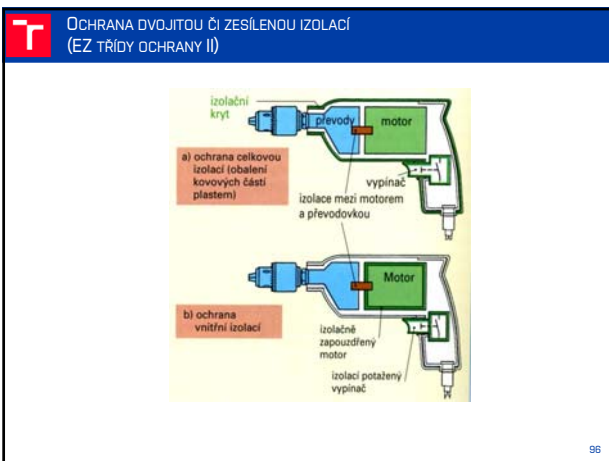 OCHRANA DVOJITOU ČI ZESÍLENOU IZOLACÍ
(EZ TŘÍDY OCHRANY II)
izolační
kryt
převody
motor
a) ochrana celkovou
izolací (obalení
kovových částí
plastem)
vypínač
izolace mezi motorem
a převodovkou
Motor
b) ochrana
vnitřní izolací
izolačně
zapouzdřený
motor
izolací potažený
vypínač
96